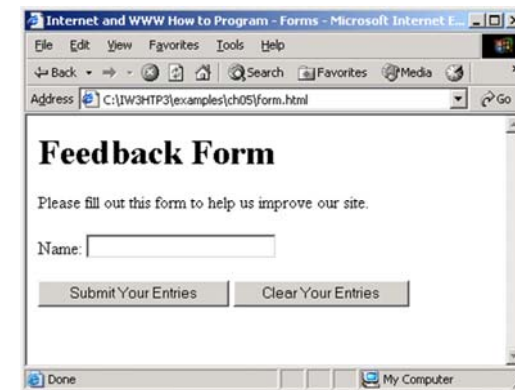 Internet and WWW How to Program - Forms - Microsoft Internet E...
File Edit View Favorites Tools Help
Back Search Favorites Media
Address C:\IW3HTP3\examples\ch05\form.html Go
Feedback Form
Please fill out this form to help us improve our site.
Name:
Submit Your Entries Clear Your Entries
Done My Computer